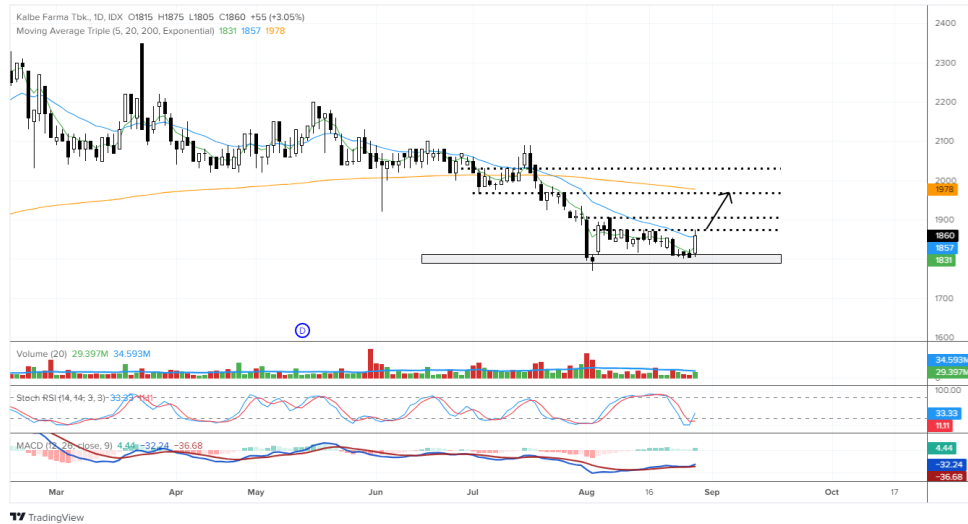 Kalbe Farma Tbk., 1D, IDX O1815 H1875 L1805 C1860 +55 (+3.05%)
Moving Average Triple (5, 20, 200, Exponential) 1831 1857 1978
2400
2300
2200
2100
2000
1978
1900
1860
1857
1831
1700
1600
D
Volume (20) 29.397M 34.593M
34.593M
29.397M
Stoch RSI (14, 14, 3, 3) 33.33 11.11
100.00
33.33
11.11
MACD (12, 26, close, 9) 4.44 −32.24 −36.68
4.44
−32.24
−36.68
Mar Apr May Jun Jul Aug 16 Sep Oct 17
TradingView